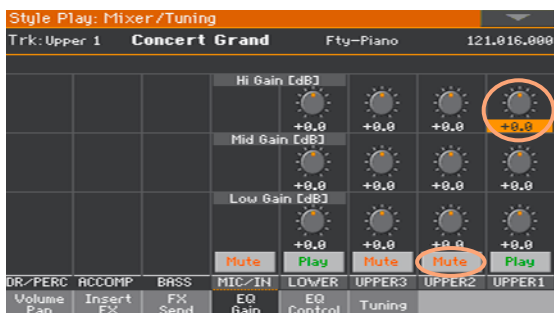 Style Play: Mixer/Tuning
Trk: Upper 1 Concert Grand Fty-Piano 121.016.000
Hi Gain [dB]
+0.0 +0.0 +0.0 +0.0
Mid Gain [dB]
+0.0 +0.0 +0.0 +0.0
Low Gain [dB]
+0.0 +0.0 +0.0 +0.0
Mute Play Mute Mute Play
DR/PERC ACCOMP BASS MIC/IN LOWER UPPER3 UPPER2 UPPER1
Volume Insert FX EQ EQ Tuning
Pan FX Send Gain Control